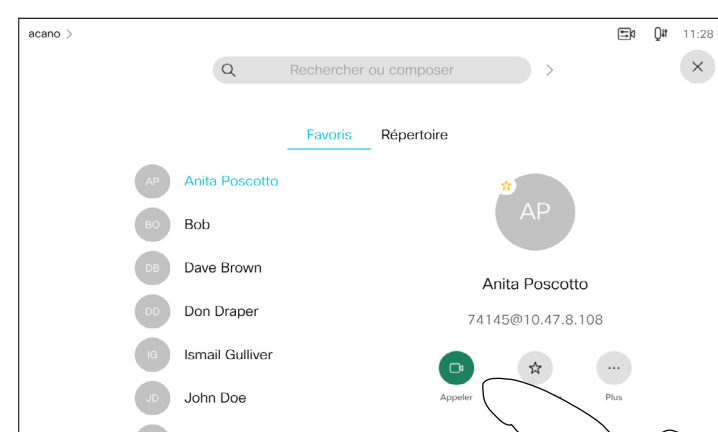 acano >
11:28
Rechercher ou composer
Favoris
Répertoire
AP
Anita Poscotto
BO
Bob
DB
Dave Brown
DD
Don Draper
IG
Ismail Gulliver
JD
John Doe
AP
Anita Poscotto
74145@10.47.8.108
Appeler
Plus